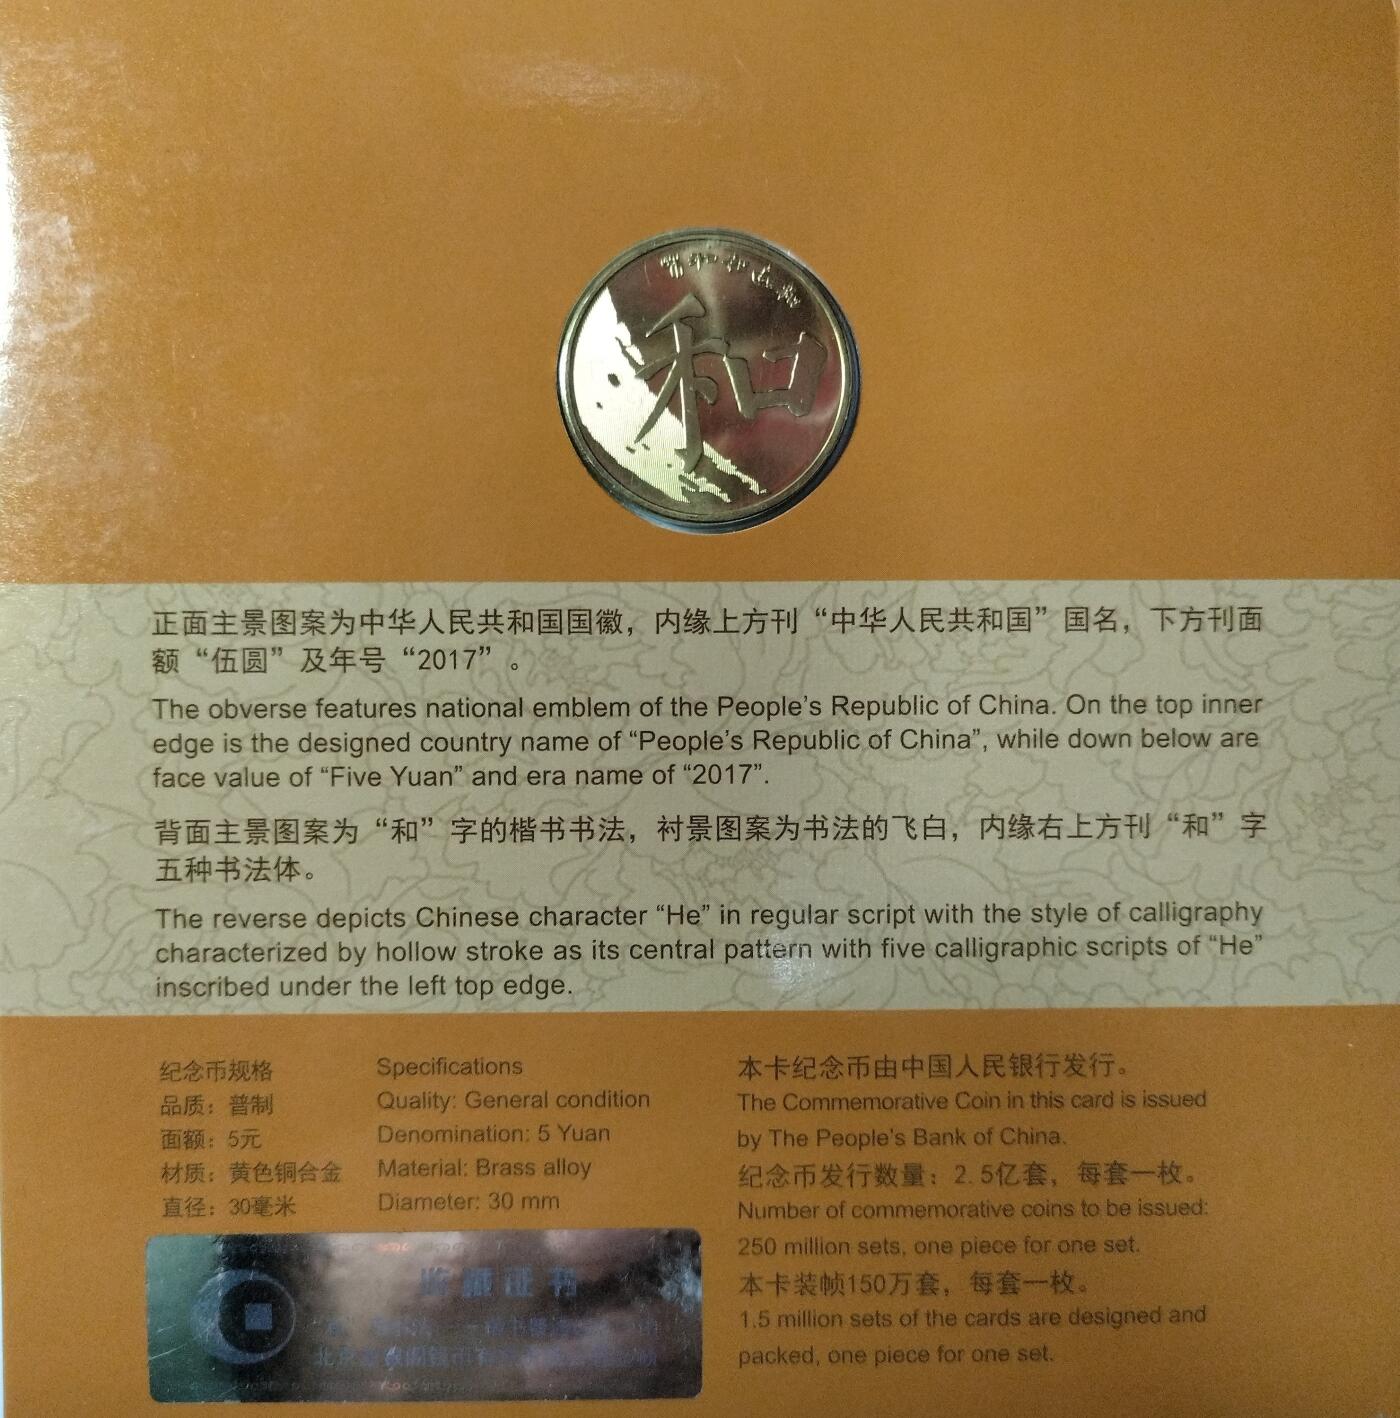 和
正面主景图案为中华人民共和国国徽，内缘上方刊“中华人民共和国”国名，下方刊面
额“伍圆”及年号“2017”。
The obverse features national emblem of the People’s Republic of China. On the top inner
edge is the designed country name of “People’s Republic of China”, while down below are
face value of “Five Yuan” and era name of “2017”.
背面主景图案为“和”字的楷书书法，衬景图案为书法的飞白，内缘右上方刊“和”字
五种书法体。
The reverse depicts Chinese character “He” in regular script with the style of calligraphy
characterized by hollow stroke as its central pattern with five calligraphic scripts of “He”
inscribed under the left top edge.
纪念币规格
品质：普制
面额：5元
材质：黄色铜合金
直径：30毫米
Specifications
Quality: General condition
Denomination: 5 Yuan
Material: Brass alloy
Diameter: 30 mm
本卡纪念币由中国人民银行发行。
The Commemorative Coin in this card is issued
by The People’s Bank of China.
纪念币发行数量：2.5亿套，每套一枚。
Number of commemorative coins to be issued:
250 million sets, one piece for one set.
本卡装帧150万套，每套一枚。
1.5 million sets of the cards are designed and
packed, one piece for one set.
证书